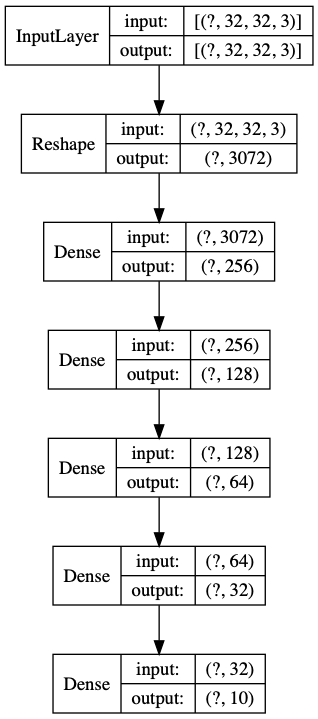 InputLayer input: [(?, 32, 32, 3)]
output: [(?, 32, 32, 3)]
Reshape input: (?, 32, 32, 3)
output: (?, 3072)
Dense input: (?, 3072)
output: (?, 256)
Dense input: (?, 256)
output: (?, 128)
Dense input: (?, 128)
output: (?, 64)
Dense input: (?, 64)
output: (?, 32)
Dense input: (?, 32)
output: (?, 10)